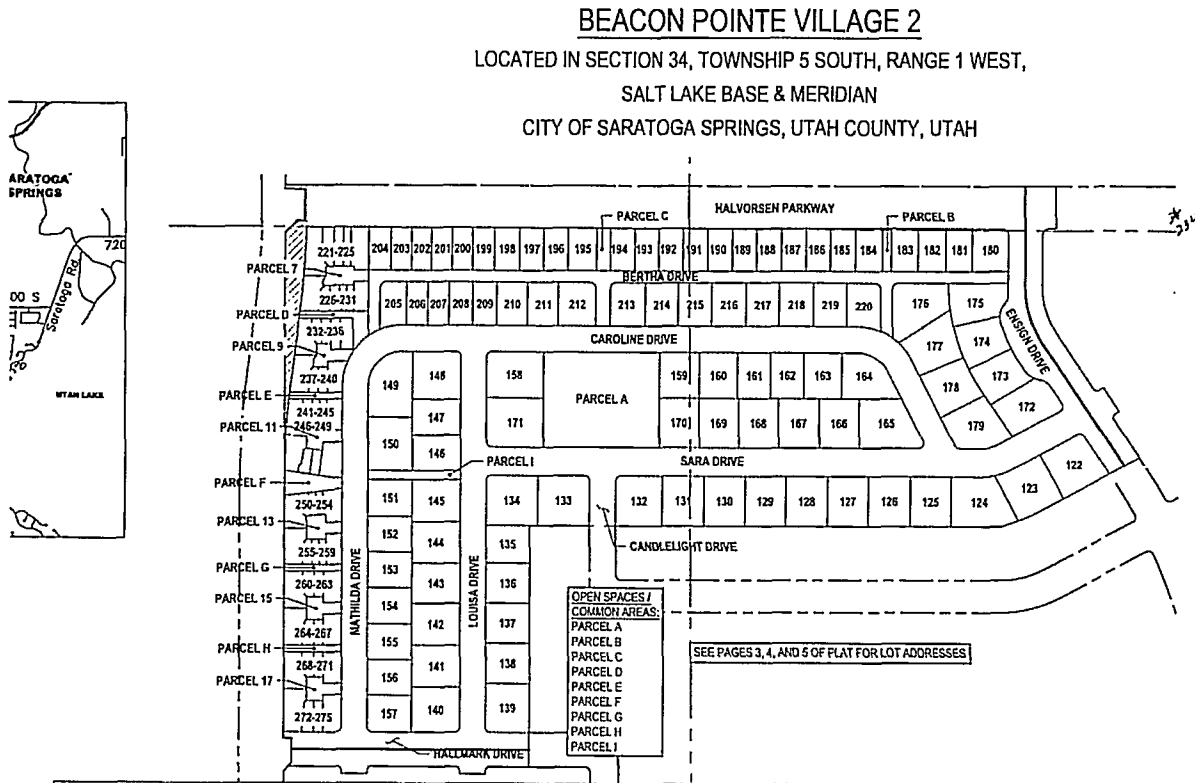 BEACON POINTE VILLAGE 2
LOCATED IN SECTION 34, TOWNSHIP 5 SOUTH, RANGE 1 WEST,
SALT LAKE BASE & MERIDIAN
CITY OF SARATOGA SPRINGS, UTAH COUNTY, UTAH
ARATOGA
SPRINGS
720
Saratoga Rd
00 S
UTAH LAKE
HALVORSEN PARKWAY
PARCEL C
PARCEL B
221-225
204 203 202 201 200 199 198 197 196 195 194 193 192 191 190 189 188 187 186 185 184 183 182 181 180
PARCEL 7
BERTHA DRIVE
226-231
205 206 207 208 209 210 211 212 213 214 215 216 217 218 219 220 176 175
PARCEL D
232-236
CAROLINE DRIVE
ENSIGN DRIVE
177 174
PARCEL 9
237-240
149 148 158 159 160 161 162 163 164 178 173
PARCEL E
PARCEL A
241-245
147
172
246-249
PARCEL 11
150 171 170 169 168 167 166 165 179
146
PARCEL F
PARCEL I
SARA DRIVE
122
250-254
151 145 134 133 132 131 130 129 128 127 126 125 124 123
PARCEL 13
152 144 135
255-259
CANDLELIGHT DRIVE
PARCEL G
153
260-263
143 136
PARCEL 15
154
264-267
142 137
MATHILDA DRIVE
LOUISA DRIVE
PARCEL H
155
268-271
141 138
PARCEL 17
156
272-275
157 140 139
HALLMARK DRIVE
OPEN SPACES /
COMMON AREAS:
PARCEL A
PARCEL B
PARCEL C
PARCEL D
PARCEL E
PARCEL F
PARCEL G
PARCEL H
PARCEL I
SEE PAGES 3, 4, AND 5 OF PLAT FOR LOT ADDRESSES